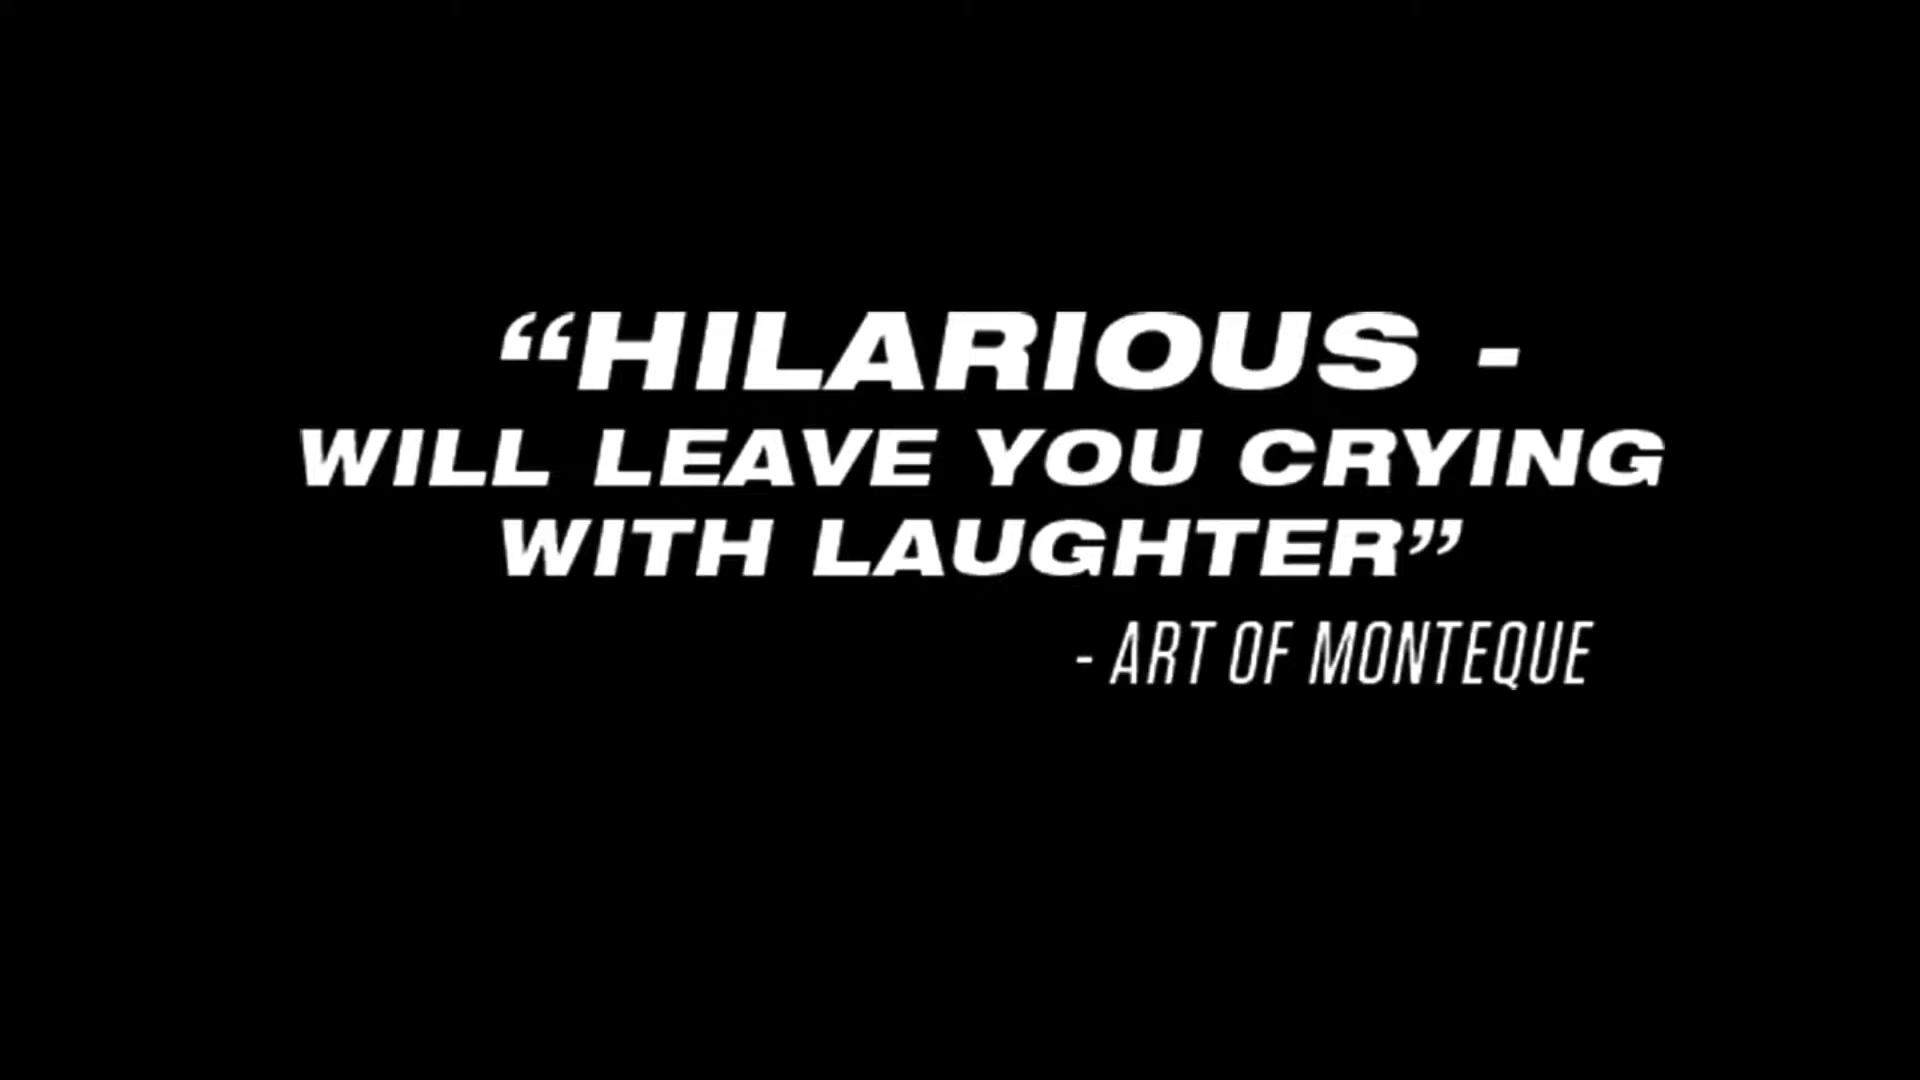 “HILARIOUS -
WILL LEAVE YOU CRYING
WITH LAUGHTER”
- ART OF MONTEQUE